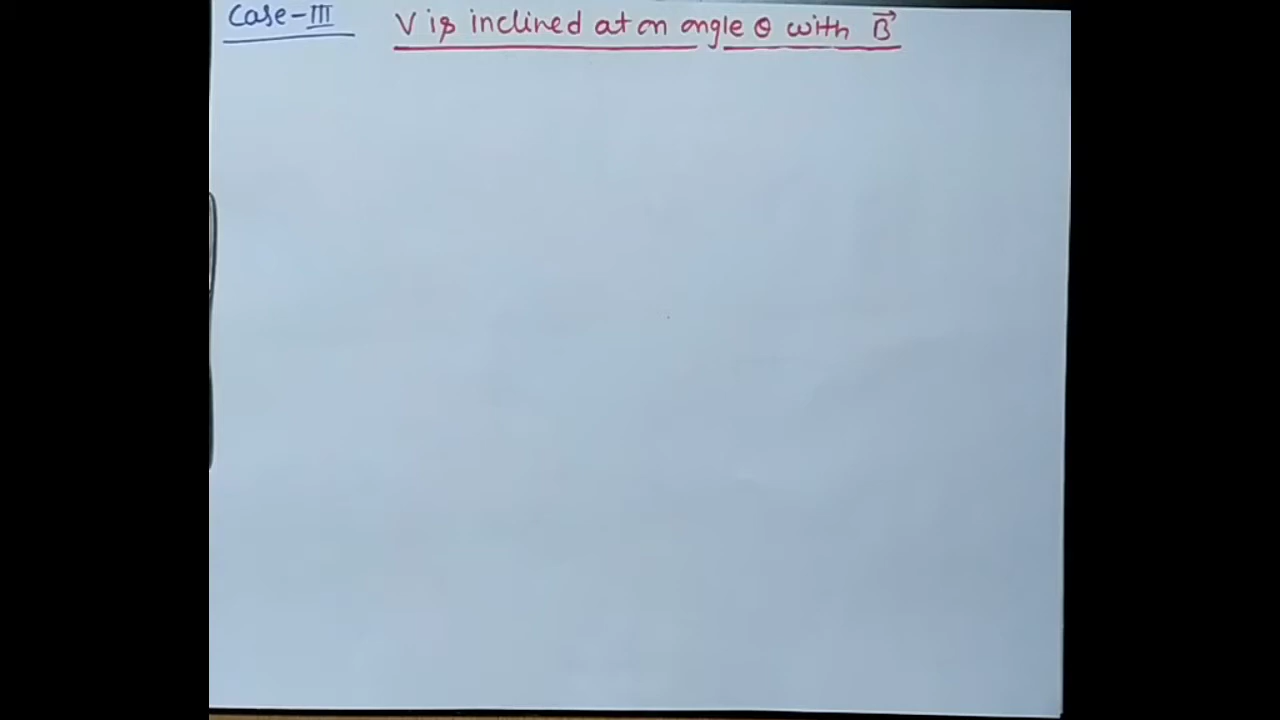 Case-III V is inclined at an angle θ with B⃗